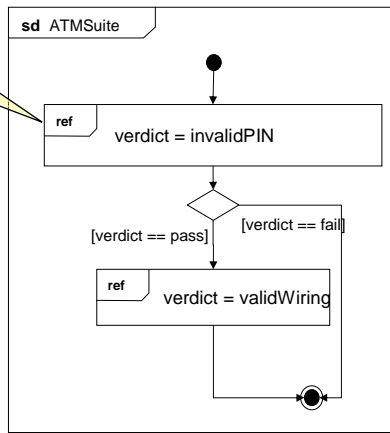 sd ATMSuite
ref
verdict = invalidPIN
[verdict == pass]
[verdict == fail]
ref
verdict = validWiring